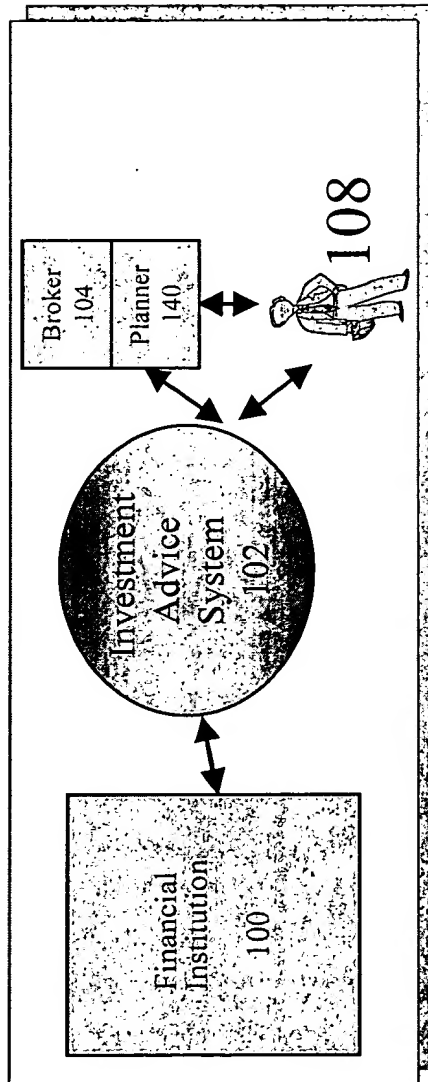 Financial
Institution
100
Investment
Advice
System
102
Broker
104
Planner
140
108